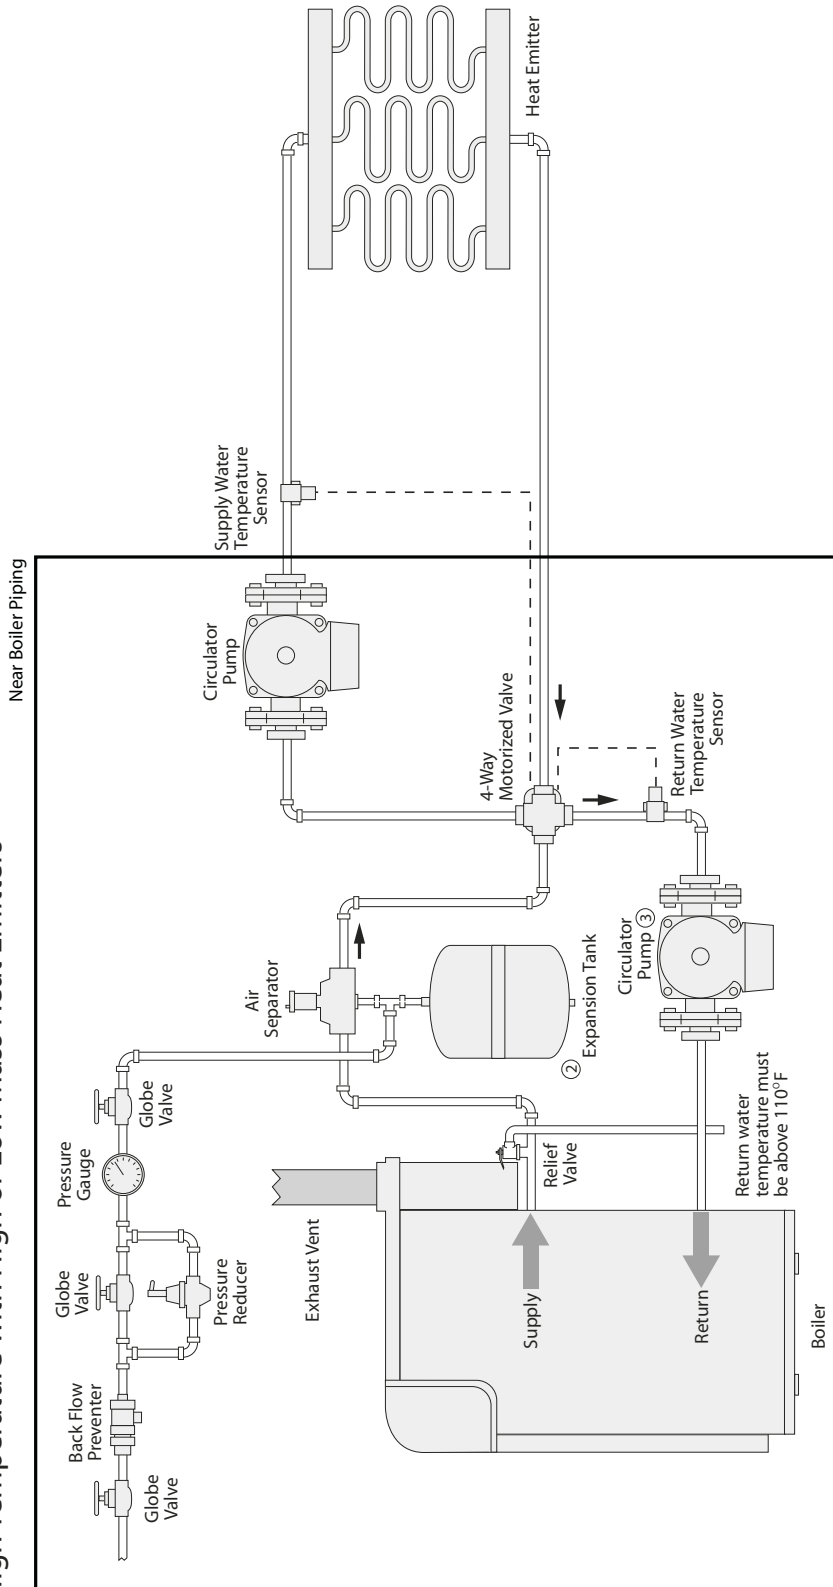 High Temperature with High or Low Mass Heat Emitters
Near Boiler Piping
Globe
Valve
Back Flow
Preventer
Globe
Valve
Pressure
Reducer
Pressure
Gauge
Globe
Valve
Air
Separator
② Expansion Tank
Circulator
Pump
Supply Water
Temperature
Sensor
Heat Emitter
4-Way
Motorized Valve
Return Water
Temperature
Sensor
Circulator
Pump ③
Relief
Valve
Return water
temperature must
be above 110°F
Exhaust Vent
Supply
Return
Boiler